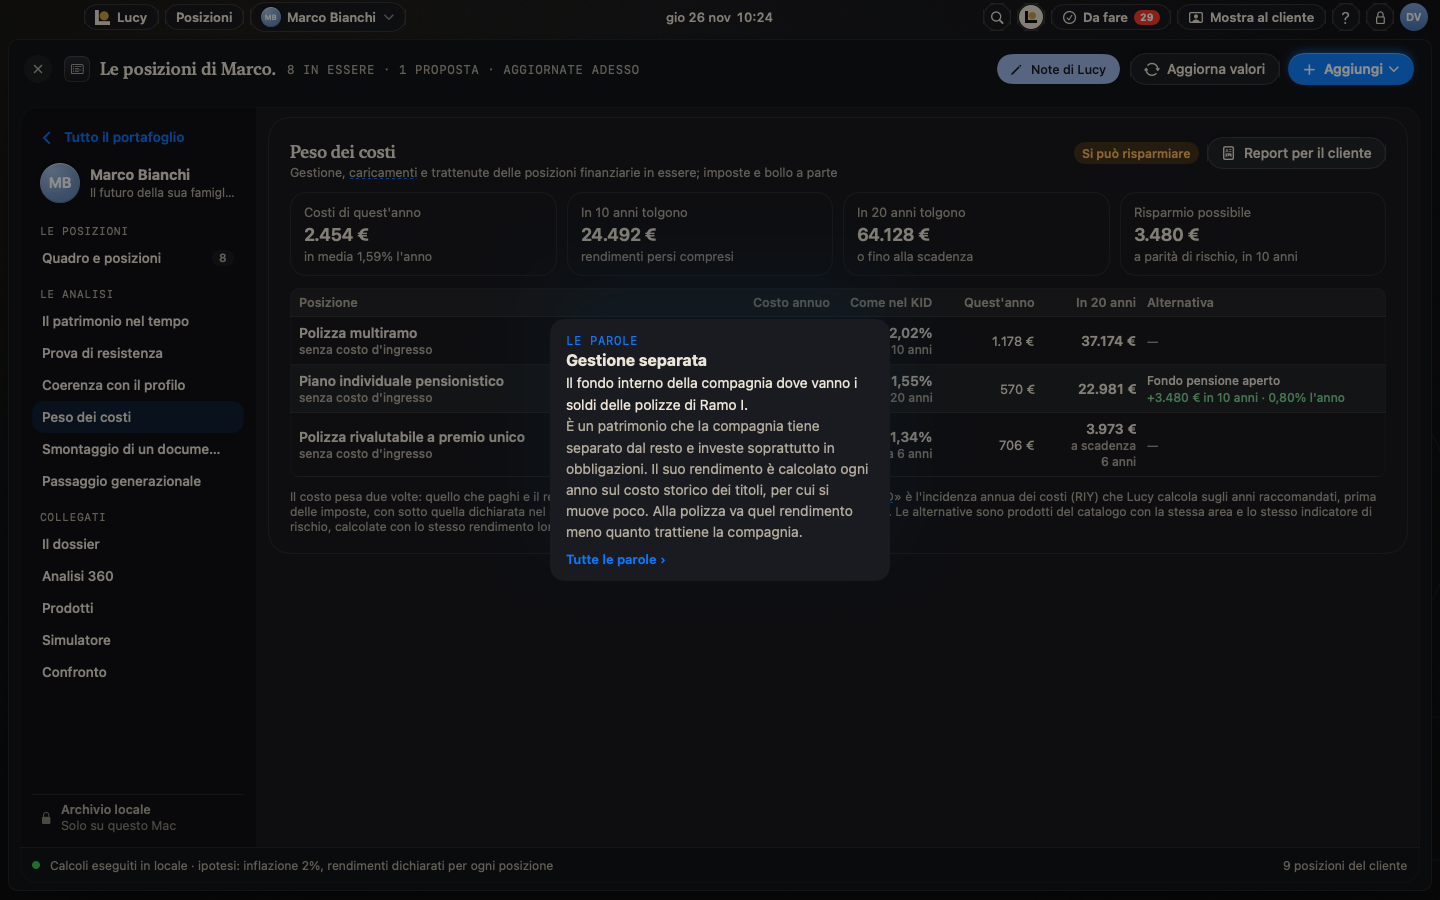 Lucy
Posizioni
MB Marco Bianchi
gio 26 nov 10:24
Da fare 29
Mostra al cliente
?
DV
Le posizioni di Marco.
8 IN ESSERE · 1 PROPOSTA · AGGIORNATE ADESSO
Note di Lucy
Aggiorna valori
+ Aggiungi
Tutto il portafoglio
MB
Marco Bianchi
Il futuro della sua famigl...
LE POSIZIONI
Quadro e posizioni 8
LE ANALISI
Il patrimonio nel tempo
Prova di resistenza
Coerenza con il profilo
Peso dei costi
Smontaggio di un docume...
Passaggio generazionale
COLLEGATI
Il dossier
Analisi 360
Prodotti
Simulatore
Confronto
Archivio locale
Solo su questo Mac
Peso dei costi
Gestione, caricamenti e trattenute delle posizioni finanziarie in essere; imposte e bollo a parte
Si può risparmiare
Report per il cliente
Costi di quest'anno
2.454 €
in media 1,59% l'anno
In 10 anni tolgono
24.492 €
rendimenti persi compresi
In 20 anni tolgono
64.128 €
o fino alla scadenza
Risparmio possibile
3.480 €
a parità di rischio, in 10 anni
Posizione Costo annuo Come nel KID Quest'anno In 20 anni Alternativa
Polizza multiramo
senza costo d'ingresso
2,02%
10 anni
1.178 €
37.174 €
—
Piano individuale pensionistico
senza costo d'ingresso
1,55%
20 anni
570 €
22.981 €
Fondo pensione aperto
+3.480 € in 10 anni · 0,80% l'anno
Polizza rivalutabile a premio unico
senza costo d'ingresso
1,34%
a 6 anni
706 €
3.973 €
a scadenza
6 anni
—
Il costo pesa due volte: quello che paghi e il re
D» è l'incidenza annua dei costi (RIY) che Lucy calcola sugli anni raccomandati, prima
delle imposte, con sotto quella dichiarata nel
. Le alternative sono prodotti del catalogo con la stessa area e lo stesso indicatore di
rischio, calcolate con lo stesso rendimento lor
LE PAROLE
Gestione separata
Il fondo interno della compagnia dove vanno i
soldi delle polizze di Ramo I.
È un patrimonio che la compagnia tiene
separato dal resto e investe soprattutto in
obbligazioni. Il suo rendimento è calcolato ogni
anno sul costo storico dei titoli, per cui si
muove poco. Alla polizza va quel rendimento
meno quanto trattiene la compagnia.
Tutte le parole ›
Calcoli eseguiti in locale · ipotesi: inflazione 2%, rendimenti dichiarati per ogni posizione
9 posizioni del cliente